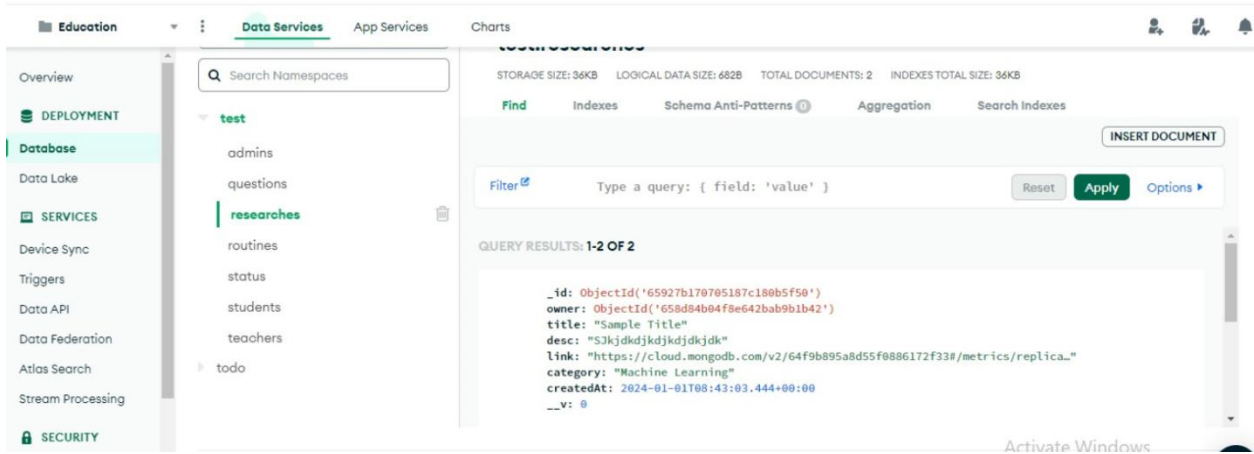 Education
Data Services App Services Charts
Overview
DEPLOYMENT
Database
Data Lake
SERVICES
Device Sync
Triggers
Data API
Data Federation
Atlas Search
Stream Processing
SECURITY
Search Namespaces
test
admins
questions
researches
routines
status
students
teachers
todo
STORAGE SIZE: 36KB LOGICAL DATA SIZE: 682B TOTAL DOCUMENTS: 2 INDEXES TOTAL SIZE: 36KB
Find Indexes Schema Anti-Patterns 0 Aggregation Search Indexes
INSERT DOCUMENT
Filter Type a query: { field: 'value' } Reset Apply Options
QUERY RESULTS: 1-2 OF 2
_id: ObjectId('65927b170705187c180b5f50')
owner: ObjectId('658d84b04f8e642bab9b1b42')
title: "Sample Title"
desc: "SJkjdkdjkdjkdjdkjdk"
link: "https://cloud.mongodb.com/v2/64f9b895a8d55f0886172f33#/metrics/replica…"
category: "Machine Learning"
createdAt: 2024-01-01T08:43:03.444+00:00
__v: 0
Activate Windows